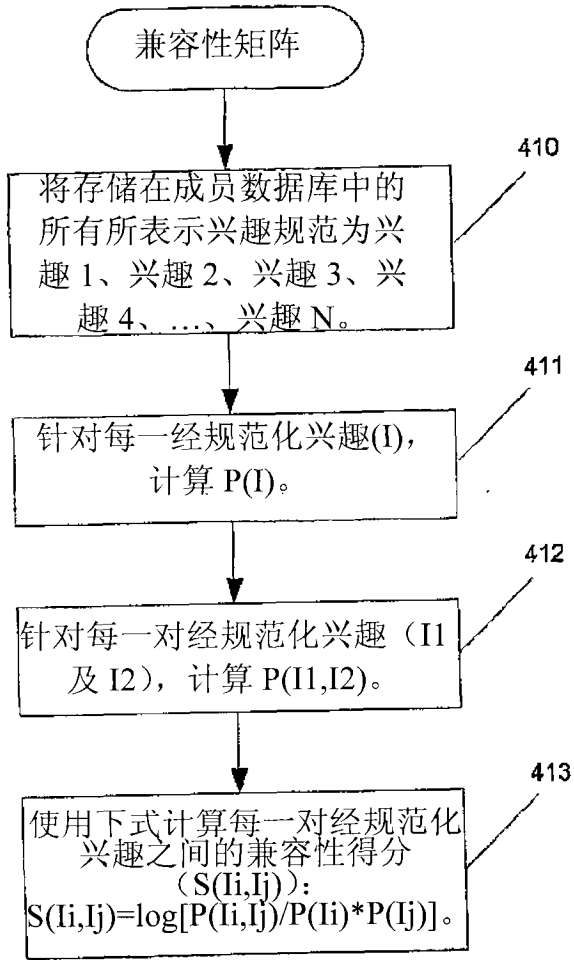 兼容性矩阵
410
将存储在成员数据库中的
所有所表示兴趣规范为兴
趣 1、兴趣 2、兴趣 3、兴
趣 4、…、兴趣 N。
411
针对每一经规范化兴趣(I),
计算 P(I)。
412
针对每一对经规范化兴趣（I1
及 I2），计算 P(I1,I2)。
413
使用下式计算每一对经规范化
兴趣之间的兼容性得分
（S(Ii,Ij)）:
S(Ii,Ij)=log[P(Ii,Ij)/P(Ii)*P(Ij)]。